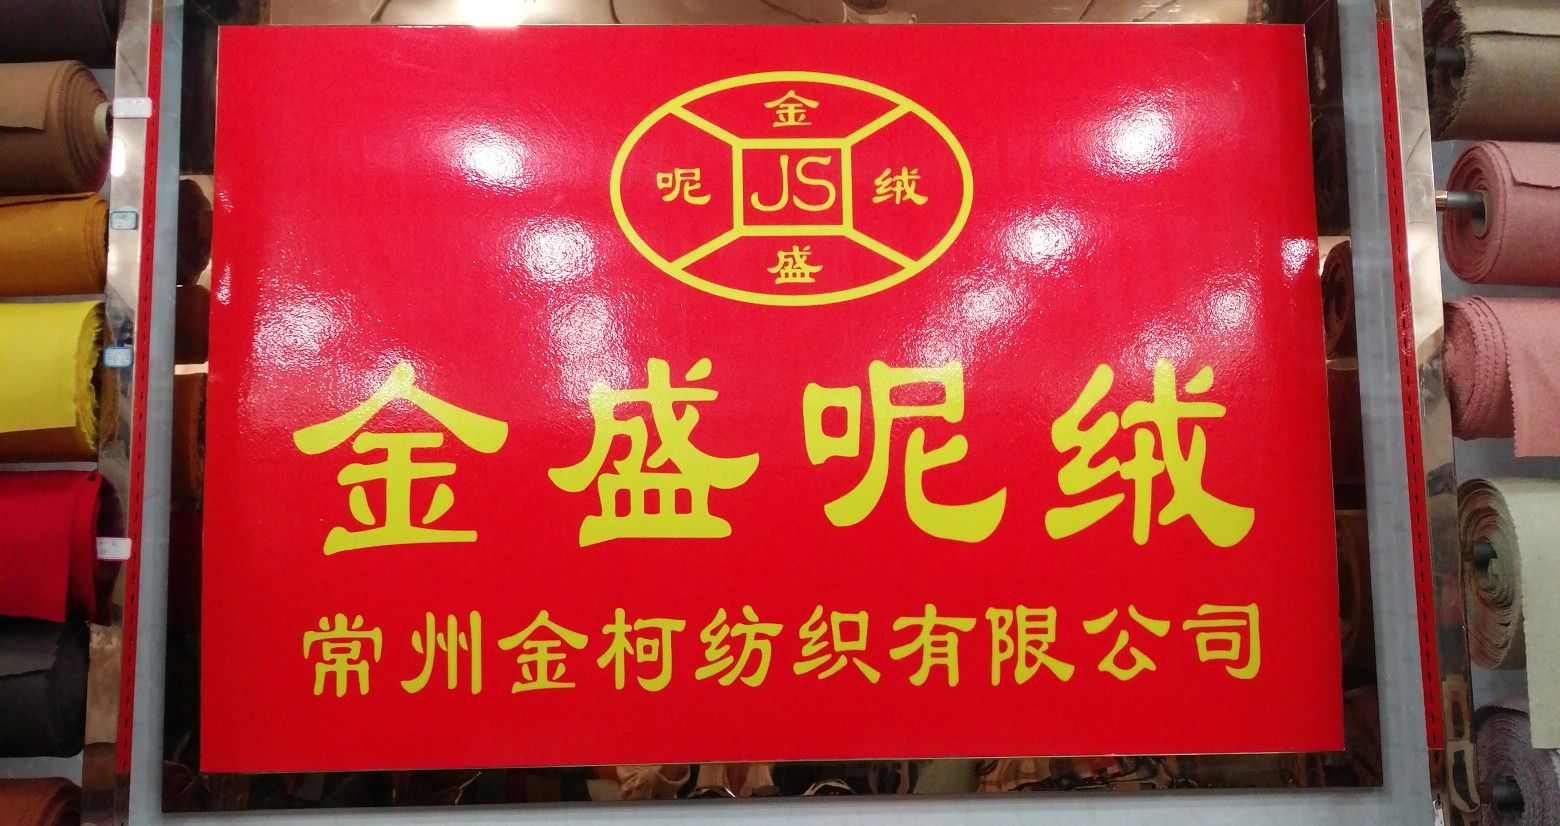 金
呢 JS 绒
盛
金盛呢绒
常州金柯纺织有限公司